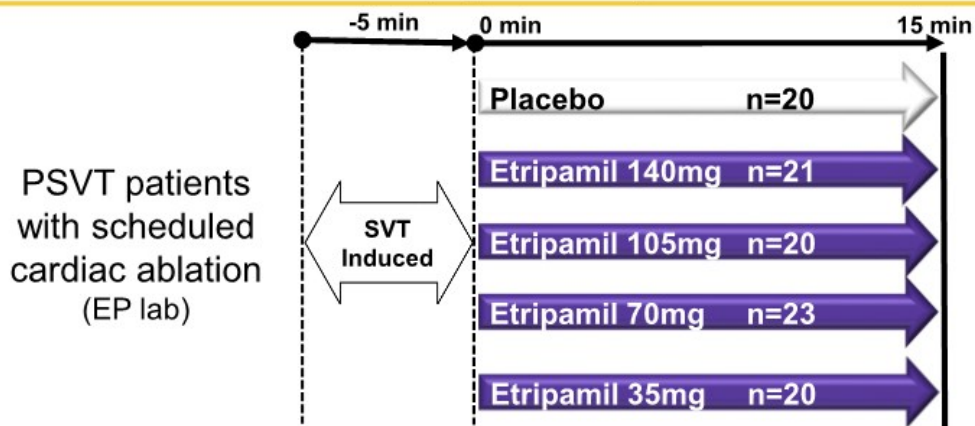 -5 min
0 min
15 min
PSVT patients
with scheduled
cardiac ablation
(EP lab)
SVT
Induced
Placebo n=20
Etripamil 140mg n=21
Etripamil 105mg n=20
Etripamil 70mg n=23
Etripamil 35mg n=20